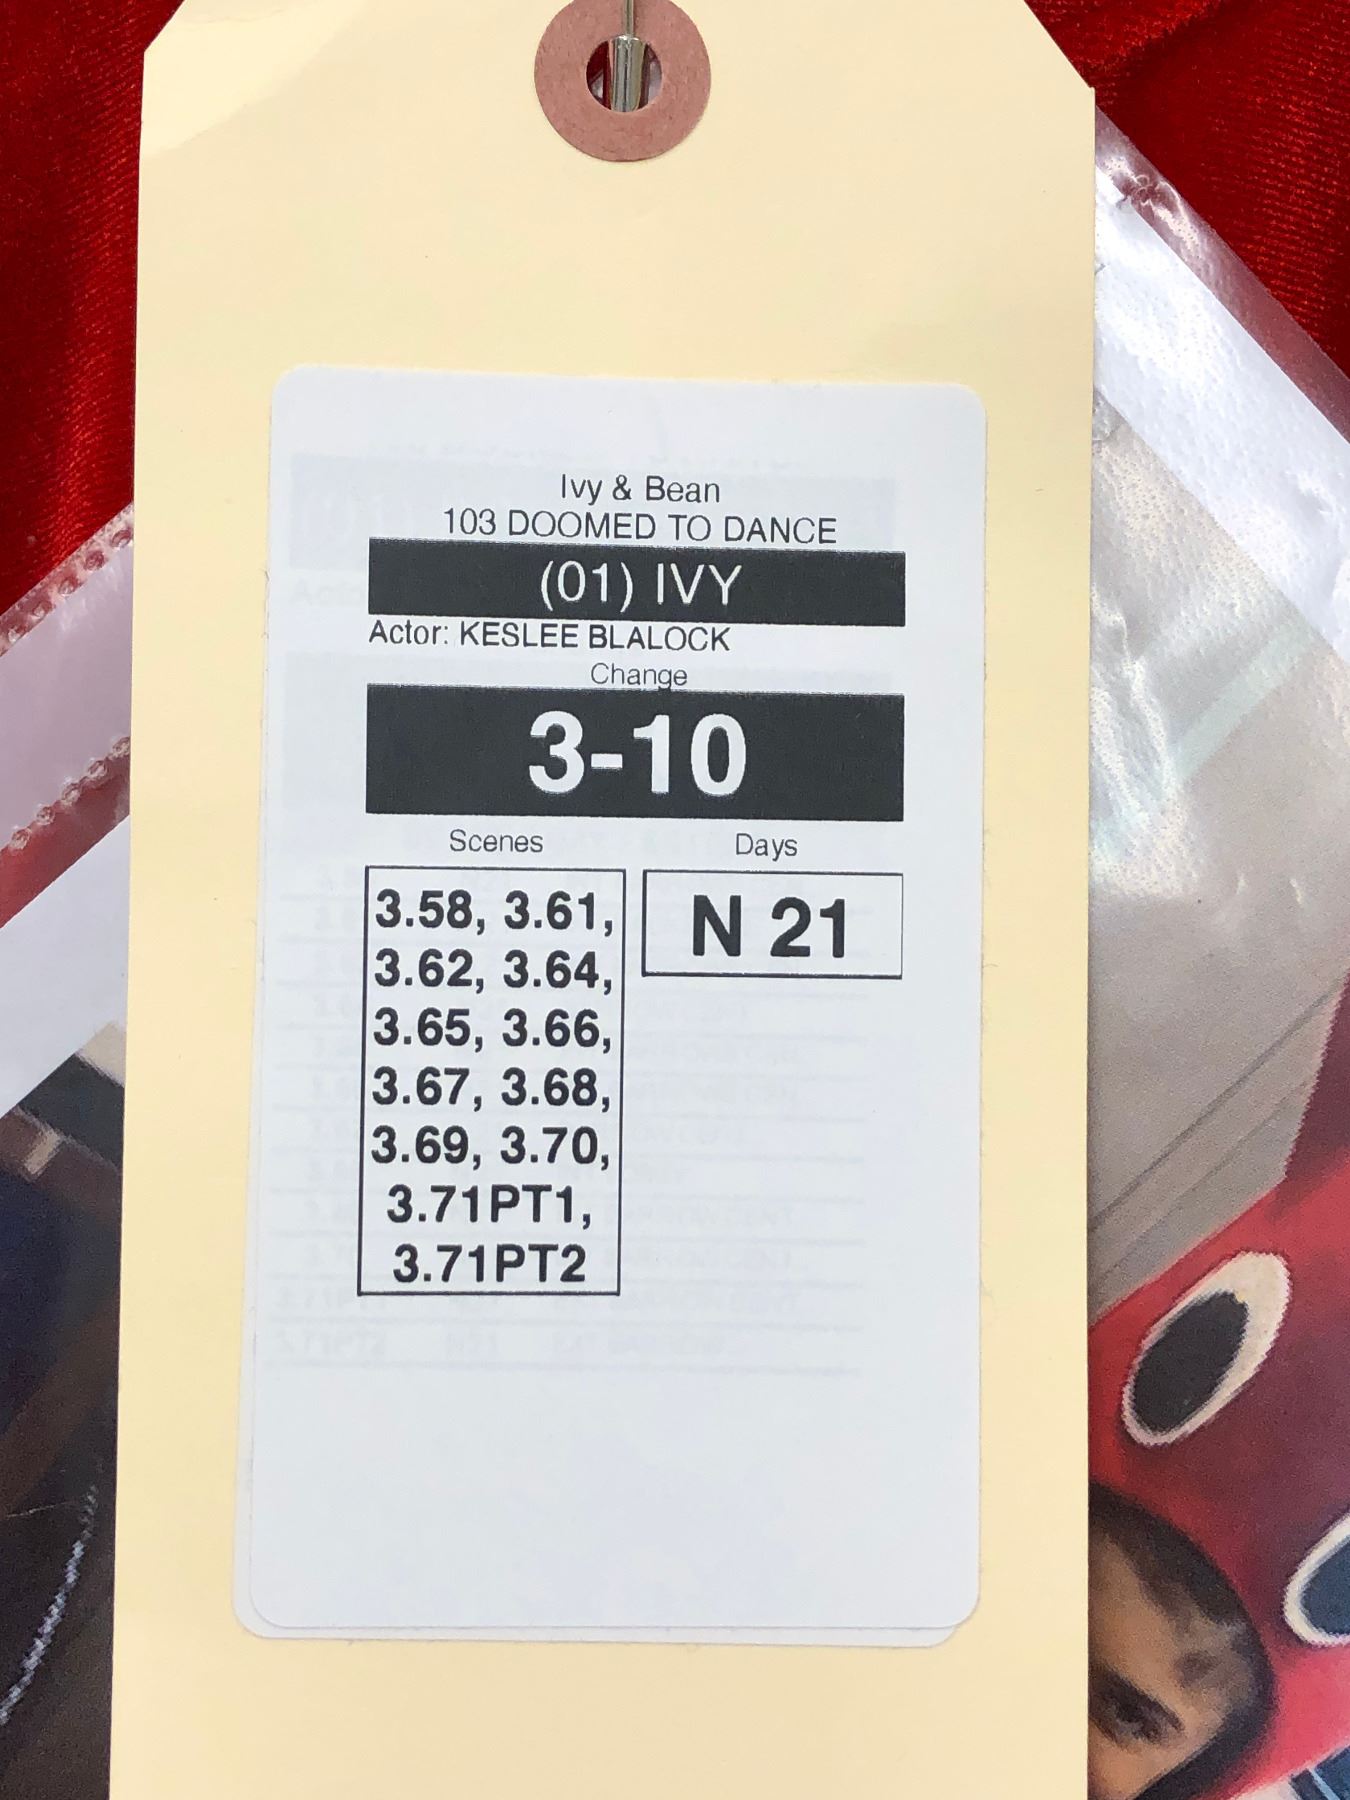 Ivy & Bean
103 DOOMED TO DANCE
(01) IVY
Actor: KESLEE BLALOCK
Change
3-10
Scenes
Days
3.58, 3.61,
N 21
3.62, 3.64,
3.65, 3.66,
3.67, 3.68,
3.69, 3.70,
3.71PT1,
3.71PT2